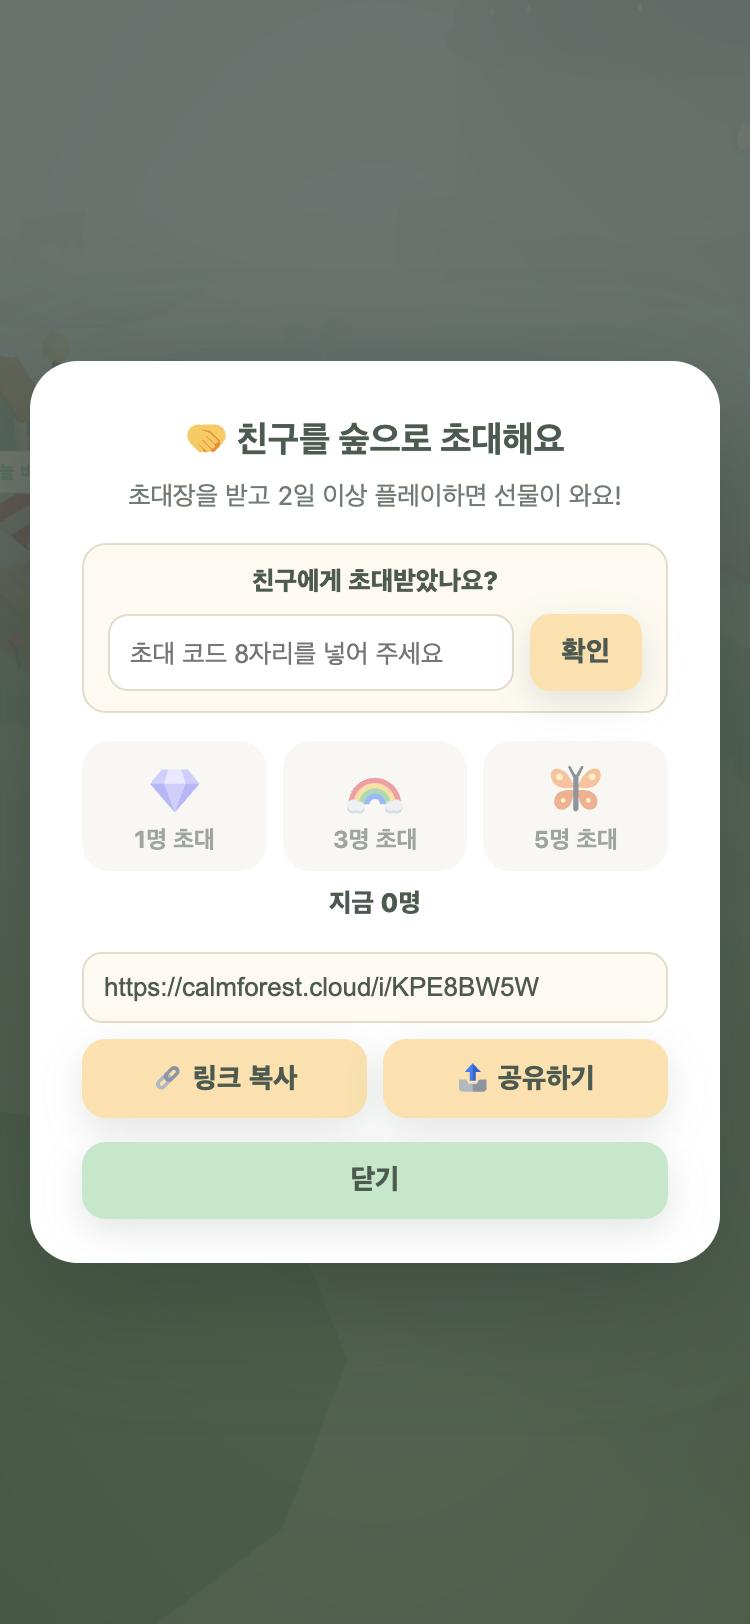 친구를 숲으로 초대해요
초대장을 받고 2일 이상 플레이하면 선물이 와요!
친구에게 초대받았나요?
초대 코드 8자리를 넣어 주세요
확인
1명 초대
3명 초대
5명 초대
지금 0명
https://calmforest.cloud/i/KPE8BW5W
링크 복사
공유하기
닫기